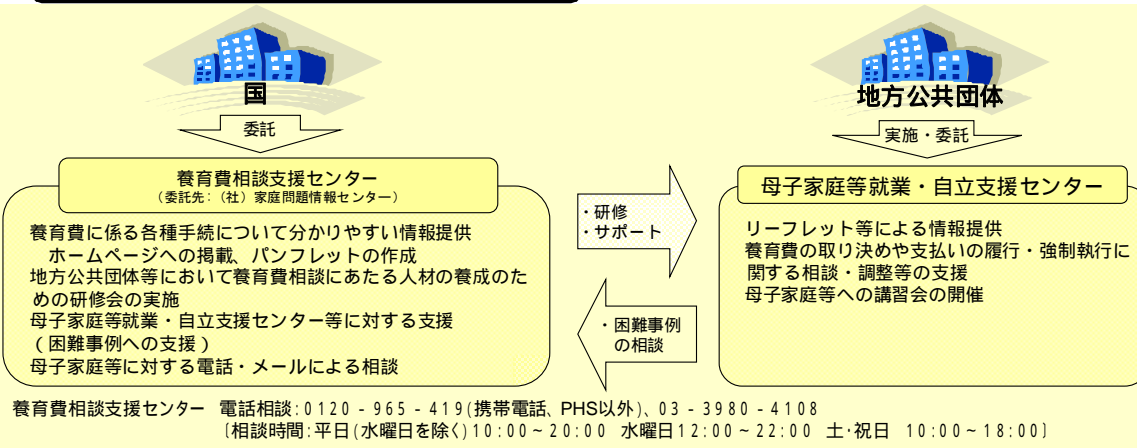 国
委託
養育費相談支援センター
（委託先：（社）家庭問題情報センター）
養育費に係る各種手続について分かりやすい情報提供
ホームページへの掲載、パンフレットの作成
地方公共団体等において養育費相談にあたる人材の養成のた
めの研修会の実施
母子家庭等就業・自立支援センター等に対する支援
（困難事例への支援）
母子家庭等に対する電話・メールによる相談
・研修
・サポート
・困難事例
の相談
地方公共団体
実施・委託
母子家庭等就業・自立支援センター
リーフレット等による情報提供
養育費の取り決めや支払いの履行・強制執行に
関する相談・調整等の支援
母子家庭等への講習会の開催
養育費相談支援センター 電話相談：0120-965-419(携帯電話、PHS以外)、03-3980-4108
〔相談時間：平日(水曜日を除く)10:00~20:00 水曜日12:00~22:00 土・祝日 10:00~18:00〕